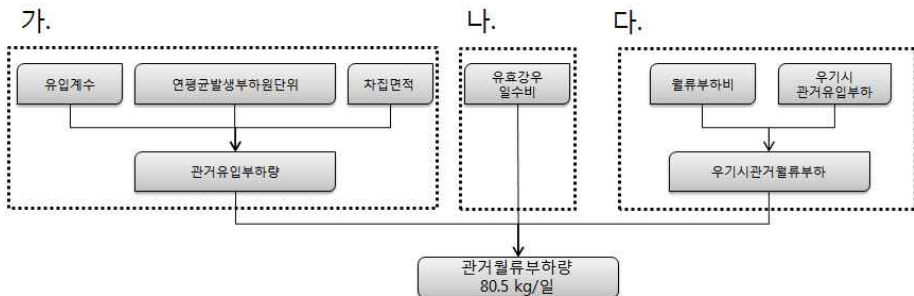 가.
나.
다.
유입계수
연평균발생부하원단위
차집면적
유효강우
일수비
월류부하비
우기시
관거유입부하
관거유입부하량
우기시관거월류부하
관거월류부하량
80.5 kg/일